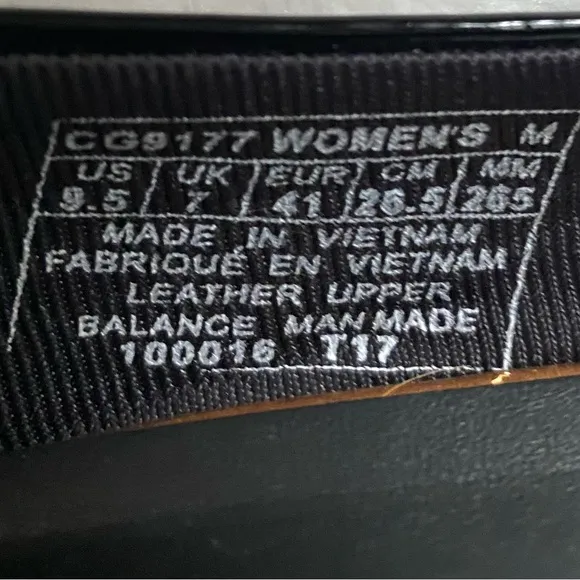 CG9177 WOMEN'S M
US UK EUR CM MM
9.5 7 41 26.5 265
MADE IN VIETNAM
FABRIQUÉ EN VIETNAM
LEATHER UPPER
BALANCE MAN MADE
100016 T17